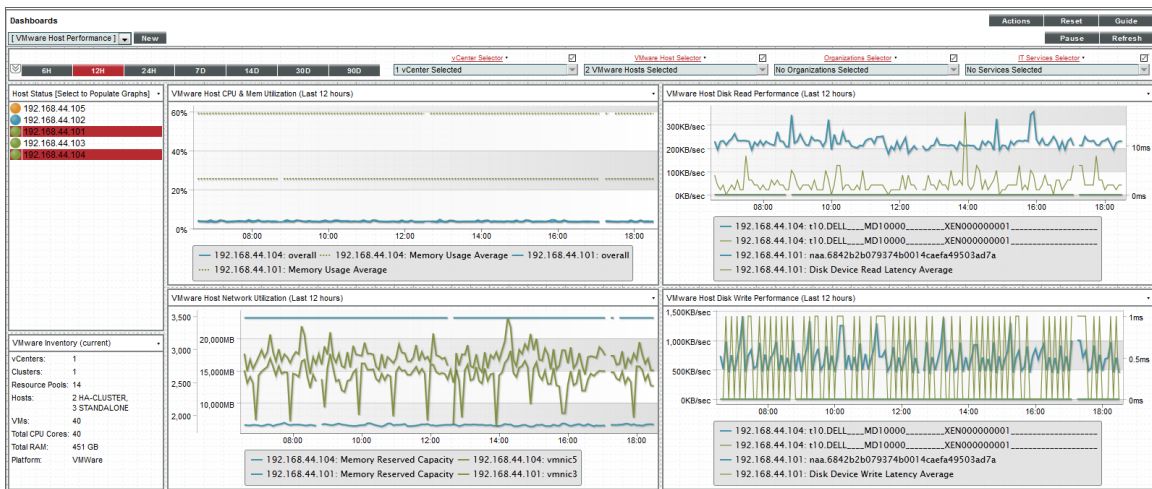 Dashboards
Actions Reset Guide
[ VMware Host Performance ] New
Pause Refresh
vCenter Selector VMware Host Selector Organizations Selector IT Services Selector
6H 12H 24H 7D 14D 30D 90D
1 vCenter Selected 2 VMware Hosts Selected No Organizations Selected No Services Selected
Host Status [Select to Populate Graphs]
192.168.44.105
192.168.44.102
192.168.44.101
192.168.44.103
192.168.44.104
VMware Host CPU & Mem Utilization (Last 12 hours)
60%
40%
20%
0%
08:00 10:00 12:00 14:00 16:00 18:00
192.168.44.104: overall 192.168.44.104: Memory Usage Average 192.168.44.101: overall
192.168.44.101: Memory Usage Average
VMware Host Disk Read Performance (Last 12 hours)
300KB/sec
200KB/sec 10ms
100KB/sec
0KB/sec 0ms
08:00 10:00 12:00 14:00 16:00 18:00
192.168.44.104: t10.DELL____MD10000_________XEN000000001_____________________
192.168.44.104: t10.DELL____MD10000_________XEN000000001_____________________
192.168.44.101: naa.6842b2b079374b0014caefa49503ad7a
192.168.44.101: Disk Device Read Latency Average
VMware Inventory (current)
vCenters: 1
Clusters: 1
Resource Pools: 14
Hosts: 2 HA-CLUSTER,
3 STANDALONE
VMs: 40
Total CPU Cores: 40
Total RAM: 451 GB
Platform: VMWare
VMware Host Network Utilization (Last 12 hours)
3,500
3,000 20,000MB
2,500 15,000MB
2,000 10,000MB
08:00 10:00 12:00 14:00 16:00 18:00
192.168.44.104: Memory Reserved Capacity 192.168.44.104: vmnic5
192.168.44.101: Memory Reserved Capacity 192.168.44.101: vmnic3
VMware Host Disk Write Performance (Last 12 hours)
1,500KB/sec 1ms
1,000KB/sec
500KB/sec 0.5ms
0KB/sec 0ms
08:00 10:00 12:00 14:00 16:00 18:00
192.168.44.104: t10.DELL____MD10000_________XEN000000001_____________________
192.168.44.104: t10.DELL____MD10000_________XEN000000001_____________________
192.168.44.101: naa.6842b2b079374b0014caefa49503ad7a
192.168.44.101: Disk Device Write Latency Average